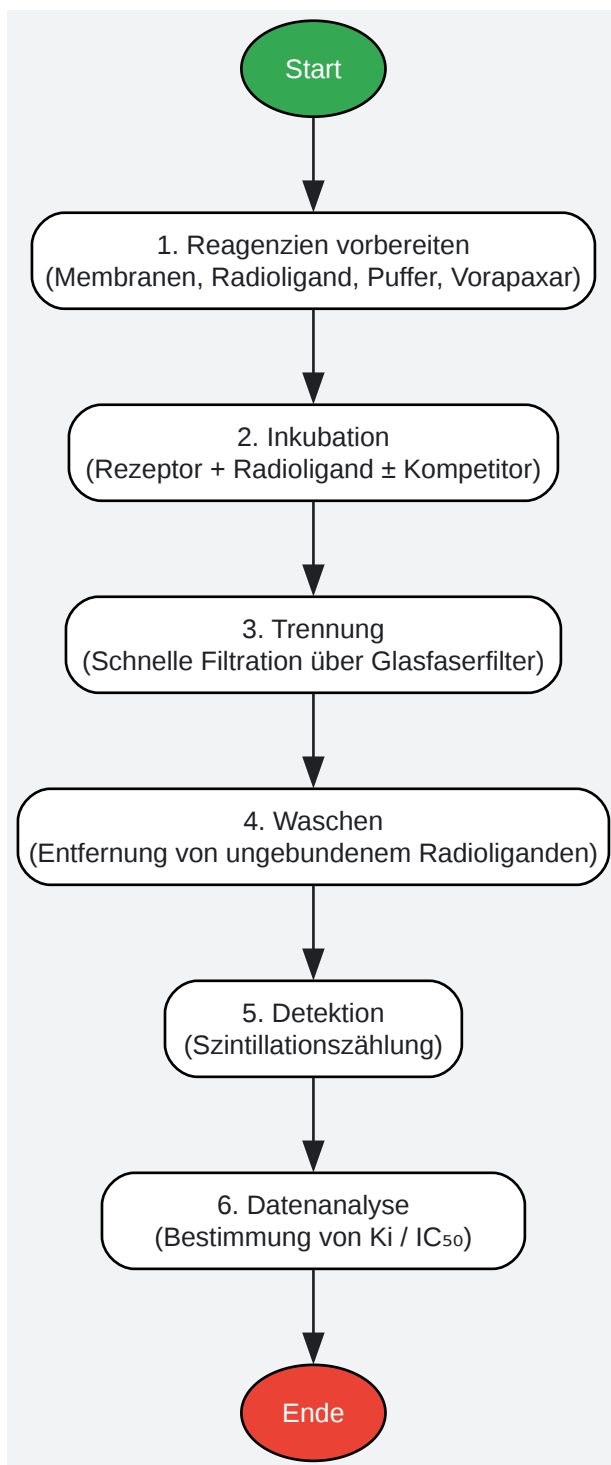 Start
1. Reagenzien vorbereiten
(Membranen, Radioligand, Puffer, Vorapaxar)
2. Inkubation
(Rezeptor + Radioligand ± Kompetitor)
3. Trennung
(Schnelle Filtration über Glasfaserfilter)
4. Waschen
(Entfernung von ungebundenem Radioliganden)
5. Detektion
(Szintillationszählung)
6. Datenanalyse
(Bestimmung von Ki / IC₅₀)
Ende